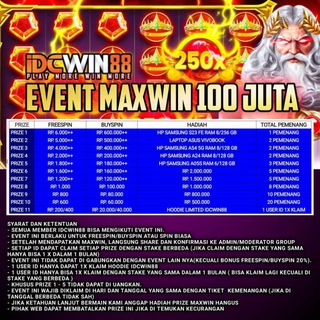 IDCWIN88
PLAY MORE WIN MORE
250x
EVENT MAXWIN 100 JUTA
PRIZE FREESPIN BUYSPIN HADIAH TOTAL PEMENANG
PRIZE 1 RP. 6.000++ RP. 600.000++ HP SAMSUNG S23 FE RAM 8/256 GB 1 PEMENANG
PRIZE 2 RP. 4.000++ RP. 400.000++ LAPTOP ASUS VIVOBOOK 2 PEMENANG
PRIZE 3 RP. 2.400++ RP. 240.000++ HP SAMSUNG A54 5G RAM 8/128 GB 2 PEMENANG
PRIZE 4 RP. 2.000++ RP. 200.000++ HP SAMSUNG A24 RAM 8/128 GB 3 PEMENANG
PRIZE 5 RP. 1.800++ RP. 180.000++ HP SAMSUNG A05S RAM 6/128 GB 3 PEMENANG
PRIZE 6 RP. 1.600++ RP. 160.000++ RP. 2.000.000 5 PEMENANG
PRIZE 7 RP. 1.200++ RP. 120.000++ RP. 1.500.000 5 PEMENANG
PRIZE 8 RP. 1.000 RP. 100.000 RP. 1.000.000 8 PEMENANG
PRIZE 9 RP. 800 RP. 80.000 RP. 800.000 10 PEMENANG
PRIZE 10 RP. 600 RP. 60.000 RP. 500.000 20 PEMENANG
PRIZE 11 RP. 200/400 RP. 20.000/40.000 HOODIE LIMITED IDCWIN88 1 USER ID 1X KLAIM
SYARAT DAN KETENTUAN
- SEMUA MEMBER IDCWIN88 BISA MENGIKUTI EVENT INI.
- EVENT INI BERLAKU UNTUK FREESPIN/BUYSPIN ATAU SPIN BIASA
- SETELAH MENDAPATKAN MAXWIN, LANGSUNG SHARE DAN KONFIRMASI KE ADMIN/MODERATOR GROUP
- SETIAP ID DAPAT CLAIM SETIAP PRIZE DENGAN STAKE BERBEDA (JIKA CLAIM DENGAN STAKE YANG SAMA
HANYA BISA 1 X DALAM 1 BULAN)
- EVENT INI TIDAK DAPAT DI GABUNGKAN DENGAN EVENT LAIN NYA(KECUALI BONUS FREESPIN/BUYSPIN 20%).
- 1 USER ID HANYA DAPAT 1X KLAIM HOODIE IDCWIN88
- 1 USER ID HANYA BISA 1X KLAIM DENGAN STAKE YANG SAMA DALAM 1 BULAN ( BISA KLAIM LAGI KECUALI DI
STAKE YANG BERBEDA )
- KHUSUS PRIZE 1 - 5 TIDAK DAPAT DI UANGKAN.
- EVENT INI WAJIB DIKLAIM DI HARI DAN TANGGAL YANG SAMA DENGAN TIKET KEMENANGAN (JIKA DI
TANGGAL BERBEDA TIDAK SAH)
- JIKA KETAHUAN LANJUT BERMAIN KAMI ANGGAP HADIAH PRIZE MAXWIN HANGUS
- PIHAK WEB DAPAT MEMBATALKAN PRIZE INI JIKA DI TEMUKAN KECURANGAN